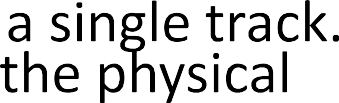 a single track.
the physical